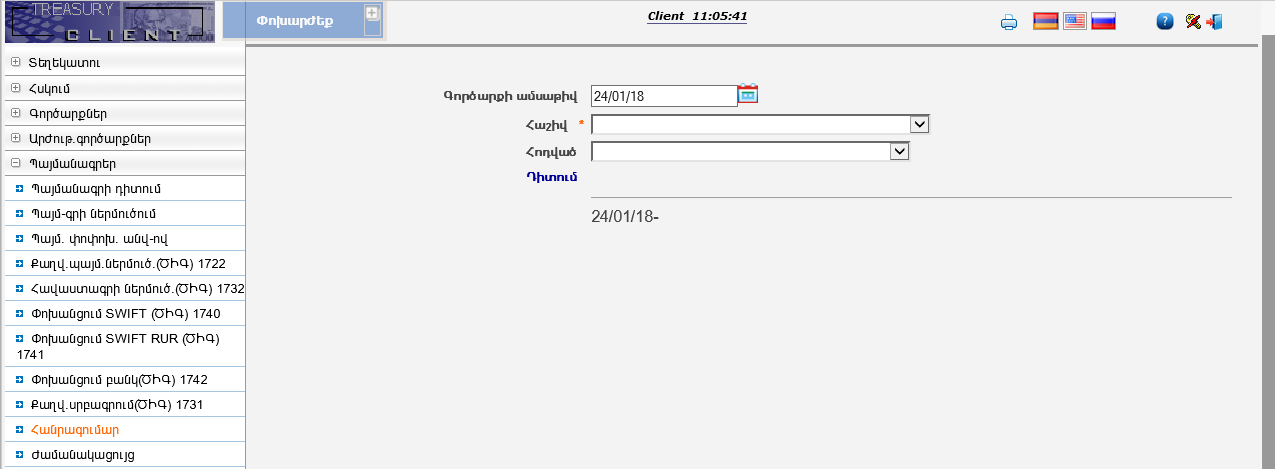 TREASURY
CLIENT
Փոխարժեք
Client 11:05:41
Տեղեկատու
Հսկում
Գործարքներ
Արժութ.գործարքներ
Պայմանագրեր
Պայմանագրի դիտում
Պայմ-գրի ներմուծում
Պայմ. փոփոխ. անվ-ով
Քաղվ.պայմ.ներմուծ.(ԾԻԳ) 1722
Հավաստագրի ներմուծ.(ԾԻԳ) 1732
Փոխանցում SWIFT (ԾԻԳ) 1740
Փոխանցում SWIFT RUR (ԾԻԳ)
1741
Փոխանցում բանկ(ԾԻԳ) 1742
Քաղվ.սրբագրում(ԾԻԳ) 1731
Հանրագումար
Ժամանակացույց
Գործարքի ամսաթիվ 24/01/18
Հաշիվ *
Հոդված
Դիտում
24/01/18-